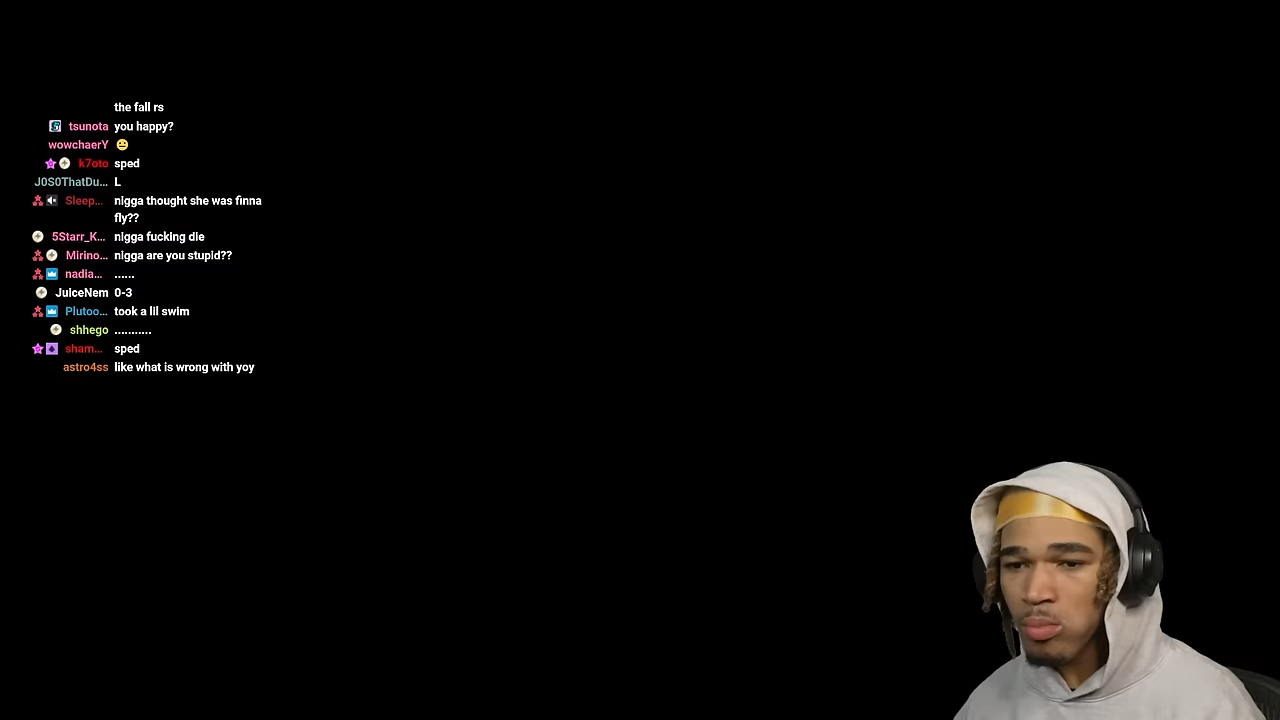 the fall rs
tsunota you happy?
wowchaerY
k7oto sped
J0S0ThatDu... L
Sleep... nigga thought she was finna
fly??
5Starr_K... nigga fucking die
Mirino... nigga are you stupid??
nadia... ......
JuiceNem 0-3
Plutoo... took a lil swim
shhego ...........
sham... sped
astro4ss like what is wrong with yoy